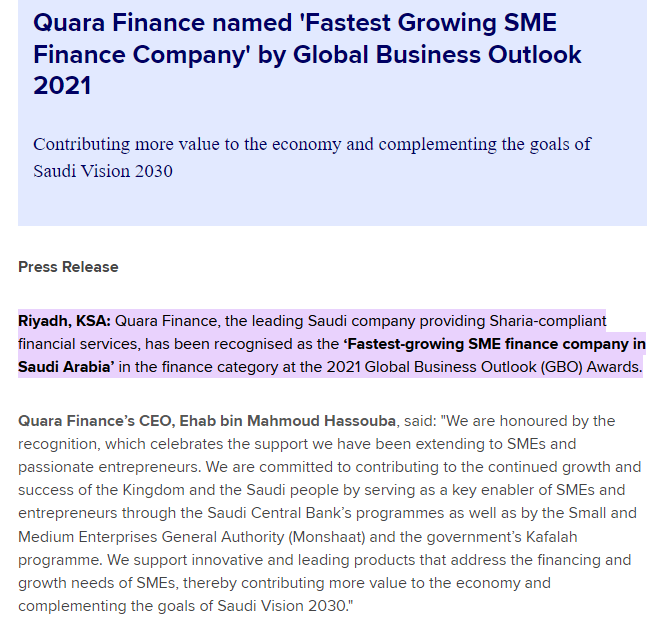 Quara Finance named 'Fastest Growing SME
Finance Company' by Global Business Outlook
2021
Contributing more value to the economy and complementing the goals of
Saudi Vision 2030
Press Release
Riyadh, KSA: Quara Finance, the leading Saudi company providing Sharia-compliant
financial services, has been recognised as the ‘Fastest-growing SME finance company in
Saudi Arabia’ in the finance category at the 2021 Global Business Outlook (GBO) Awards.
Quara Finance’s CEO, Ehab bin Mahmoud Hassouba, said: "We are honoured by the
recognition, which celebrates the support we have been extending to SMEs and
passionate entrepreneurs. We are committed to contributing to the continued growth and
success of the Kingdom and the Saudi people by serving as a key enabler of SMEs and
entrepreneurs through the Saudi Central Bank’s programmes as well as by the Small and
Medium Enterprises General Authority (Monshaat) and the government’s Kafalah
programme. We support innovative and leading products that address the financing and
growth needs of SMEs, thereby contributing more value to the economy and
complementing the goals of Saudi Vision 2030."